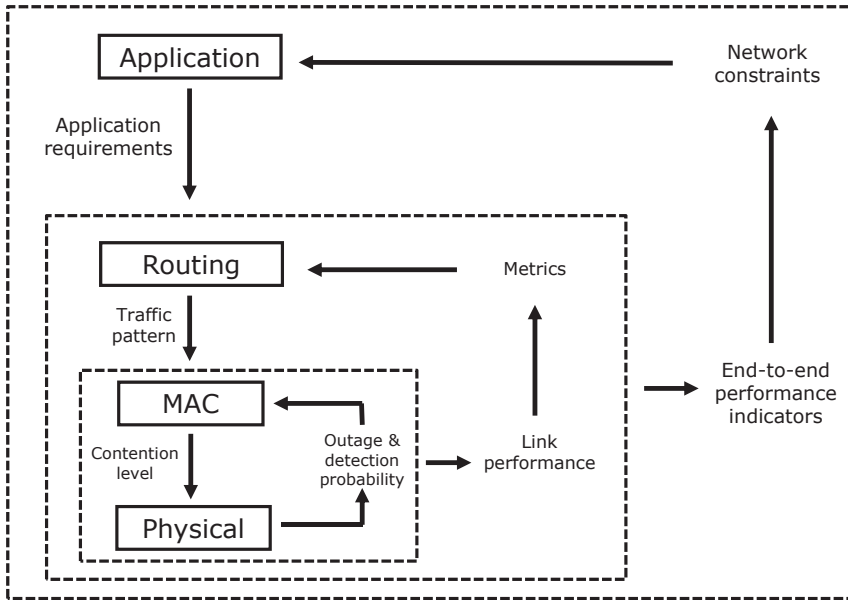 Application
Network
constraints
Application
requirements
Routing
Metrics
Traffic
pattern
MAC
Contention
level
Outage &
detection
probability
Link
performance
End-to-end
performance
indicators
Physical